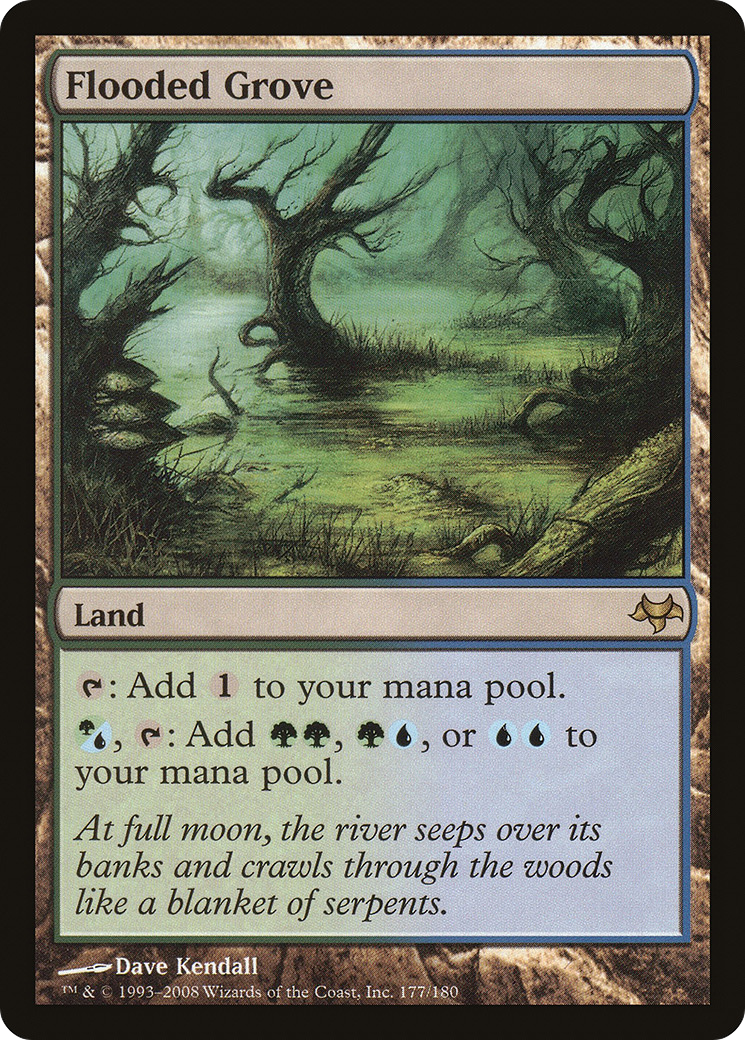 Flooded Grove
Land
: Add 1 to your mana pool.
, : Add , , or to
your mana pool.
At full moon, the river seeps over its
banks and crawls through the woods
like a blanket of serpents.
Dave Kendall
™ & © 1993–2008 Wizards of the Coast, Inc. 177/180